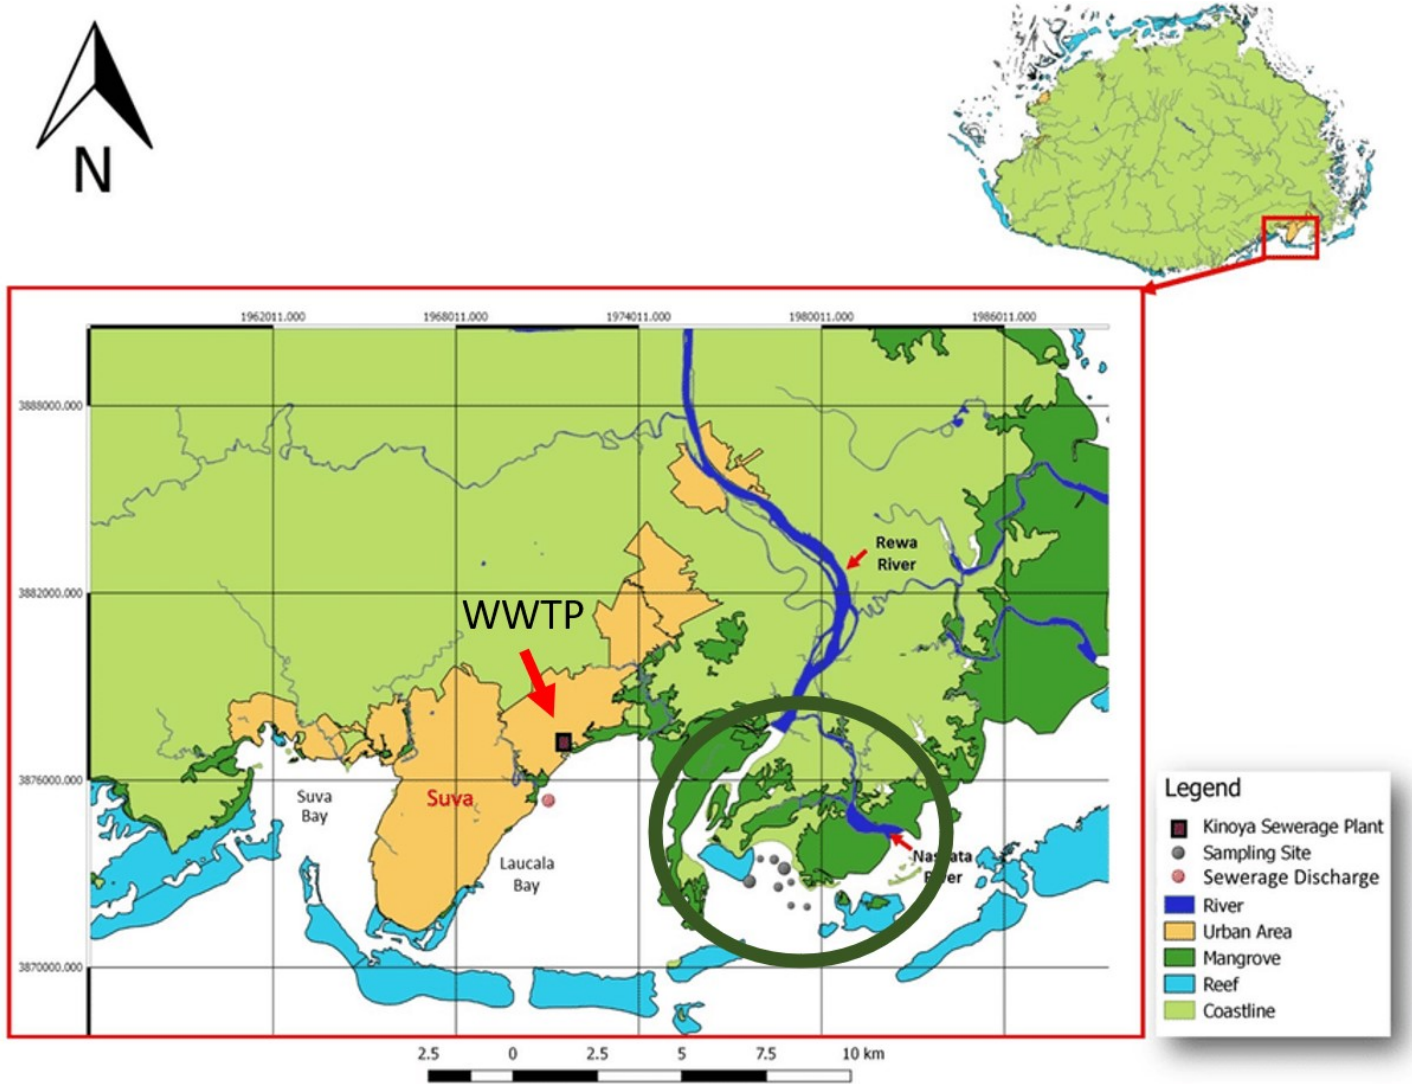 N
1962011.000
1968011.000
1974011.000
1980011.000
1986011.000
3888000.000
3882000.000
3876000.000
3870000.000
Rewa
River
WWTP
Suva
Bay
Suva
Laucala
Bay
River
Legend
Kinoya Sewerage Plant
Sampling Site
Sewerage Discharge
River
Urban Area
Mangrove
Reef
Coastline
2.5
0
2.5
5
7.5
10 km